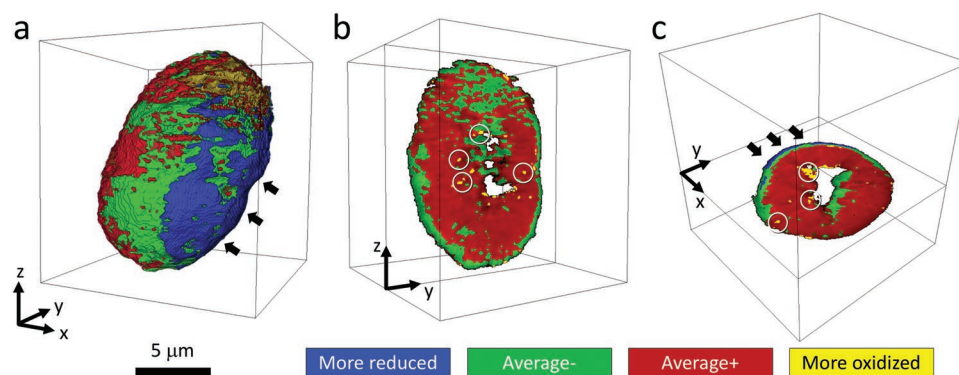 a
b
c
z
y
x
z
y
y
x
5 μm
More reduced
Average-
Average+
More oxidized